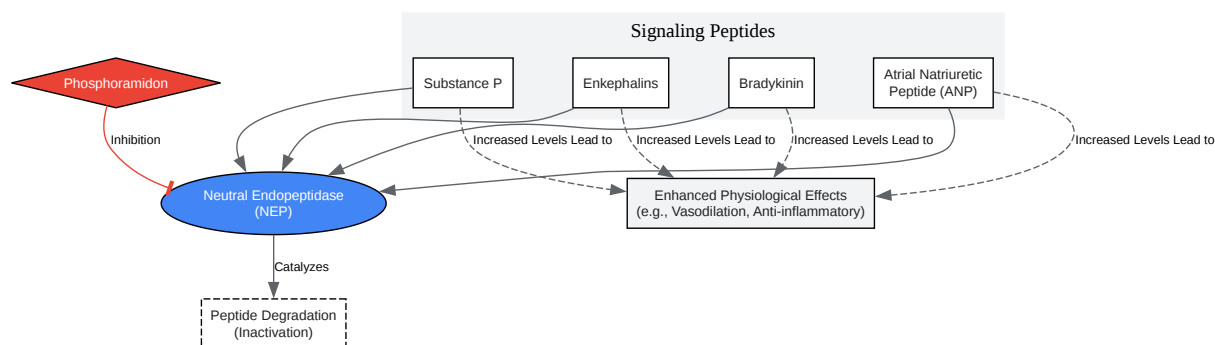 Signaling Peptides
Phosphoramidon
Substance P
Enkephalins
Bradykinin
Atrial Natriuretic
Peptide (ANP)
Inhibition
Increased Levels Lead to
Increased Levels Lead to
Increased Levels Lead to
Increased Levels Lead to
Neutral Endopeptidase
(NEP)
Enhanced Physiological Effects
(e.g., Vasodilation, Anti-inflammatory)
Catalyzes
Peptide Degradation
(Inactivation)